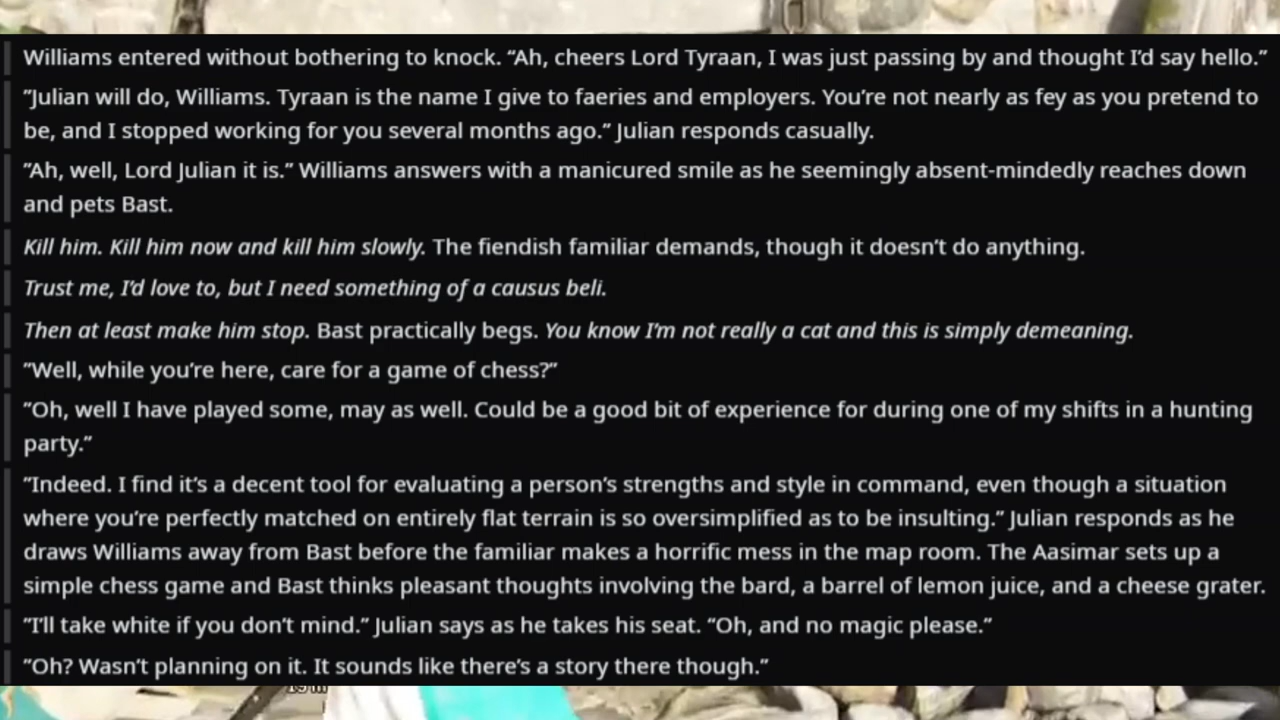 Williams entered without bothering to knock. “Ah, cheers Lord Tyraan, I was just passing by and thought I’d say hello.”
”Julian will do, Williams. Tyraan is the name I give to faeries and employers. You’re not nearly as fey as you pretend to
be, and I stopped working for you several months ago.” Julian responds casually.
”Ah, well, Lord Julian it is.” Williams answers with a manicured smile as he seemingly absent-mindedly reaches down
and pets Bast.
Kill him. Kill him now and kill him slowly. The fiendish familiar demands, though it doesn’t do anything.
Trust me, I’d love to, but I need something of a causus beli.
Then at least make him stop. Bast practically begs. You know I’m not really a cat and this is simply demeaning.
”Well, while you’re here, care for a game of chess?”
”Oh, well I have played some, may as well. Could be a good bit of experience for during one of my shifts in a hunting
party.”
”Indeed. I find it’s a decent tool for evaluating a person’s strengths and style in command, even though a situation
where you’re perfectly matched on entirely flat terrain is so oversimplified as to be insulting.” Julian responds as he
draws Williams away from Bast before the familiar makes a horrific mess in the map room. The Aasimar sets up a
simple chess game and Bast thinks pleasant thoughts involving the bard, a barrel of lemon juice, and a cheese grater.
”I’ll take white if you don’t mind.” Julian says as he takes his seat. “Oh, and no magic please.”
”Oh? Wasn’t planning on it. It sounds like there’s a story there though.”